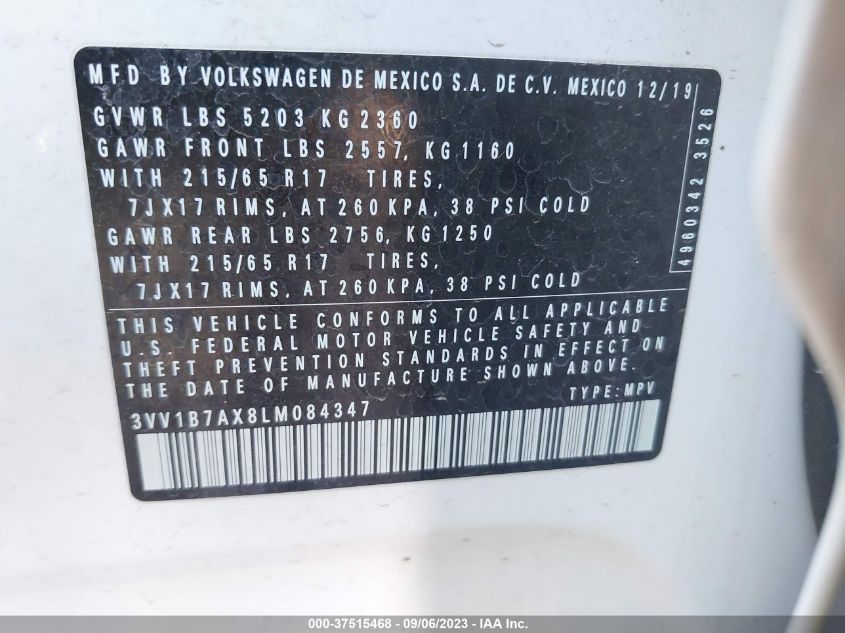 MFD BY VOLKSWAGEN DE MEXICO S.A. DE C.V. MEXICO 12/19
GVWR LBS 5203 KG 2360
GAWR FRONT LBS 2557, KG 1160
WITH 215/65 R17 TIRES,
7JX17 RIMS, AT 260 KPA, 38 PSI COLD
GAWR REAR LBS 2756, KG 1250
WITH 215/65 R17 TIRES,
7JX17 RIMS, AT 260 KPA, 38 PSI COLD
4960342 3526
THIS VEHICLE CONFORMS TO ALL APPLICABLE
U.S. FEDERAL MOTOR VEHICLE SAFETY AND
THEFT PREVENTION STANDARDS IN EFFECT ON
THE DATE OF MANUFACTURE SHOWN ABOVE.
TYPE: MPV
3VV1B7AX8LM084347
000-37515468 - 09/06/2023 - IAA Inc.